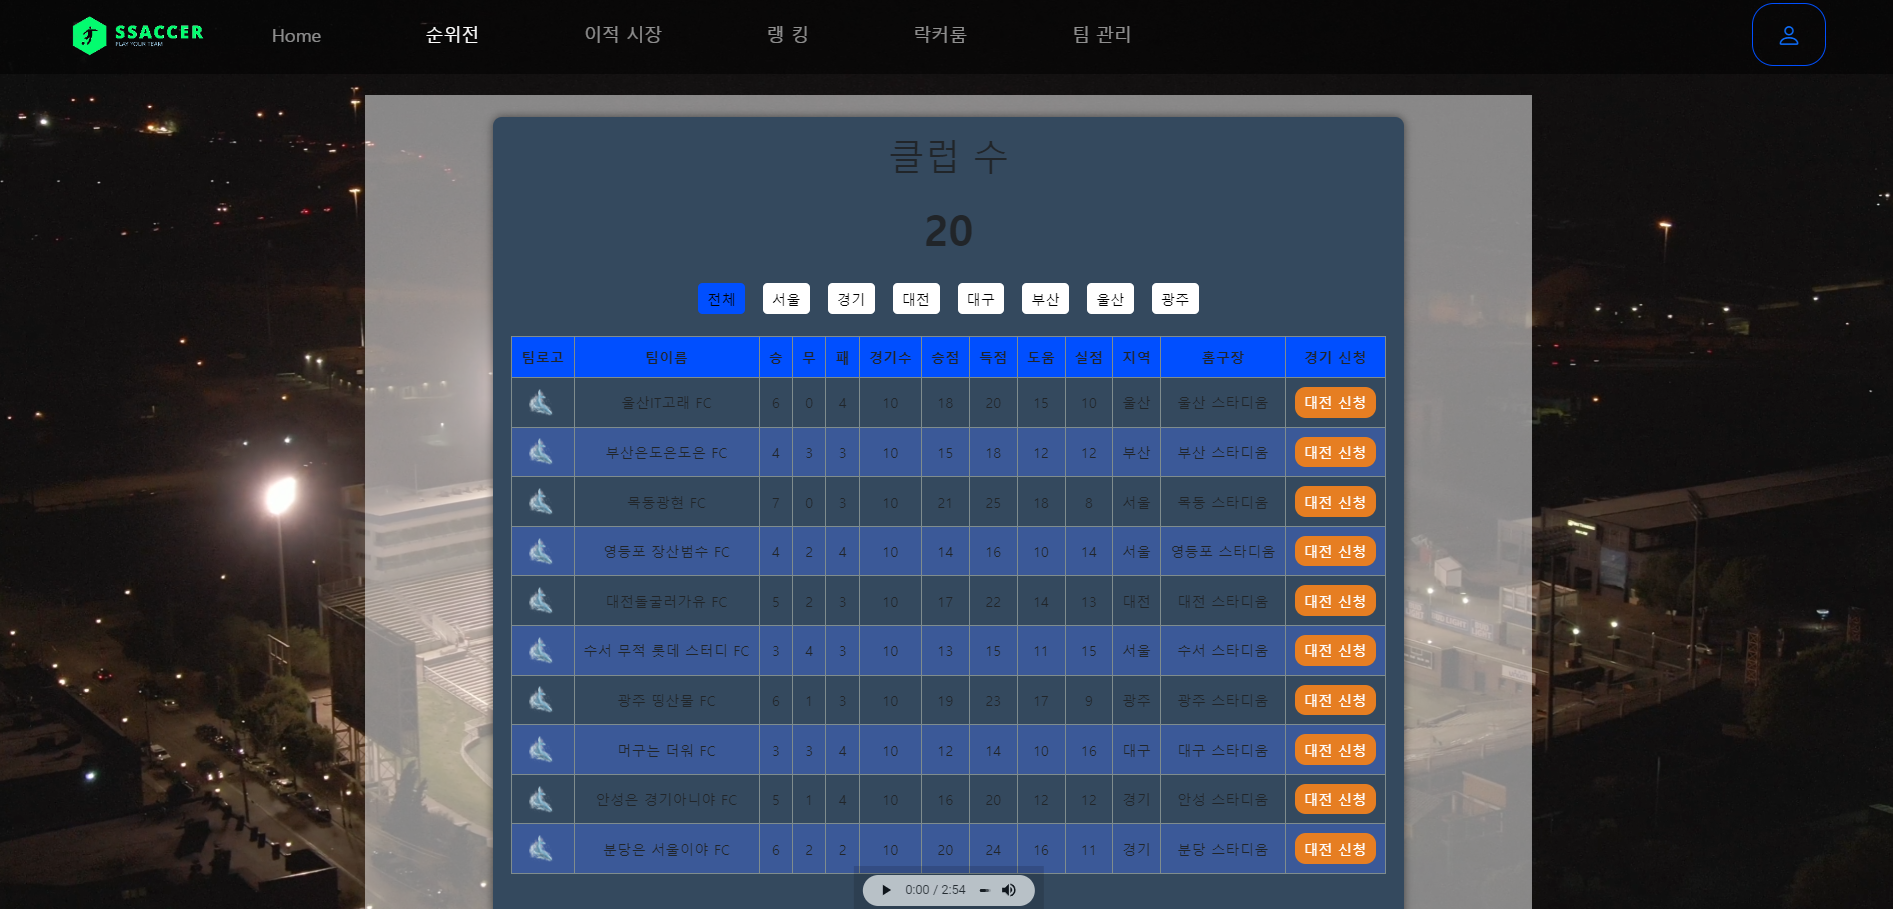 SSACCER
PLAY YOUR TEAM
Home 순위전 이적 시장 랭 킹 락커룸 팀 관리
클럽 수
20
전체 서울 경기 대전 대구 부산 울산 광주
팀로고 팀이름 승 무 패 경기수 승점 득점 도움 실점 지역 홈구장 경기 신청
울산IT고래 FC 6 0 4 10 18 20 15 10 울산 울산 스타디움 대전 신청
부산은도은도은 FC 4 3 3 10 15 18 12 12 부산 부산 스타디움 대전 신청
목동광현 FC 7 0 3 10 21 25 18 8 서울 목동 스타디움 대전 신청
영등포 장산범수 FC 4 2 4 10 14 16 10 14 서울 영등포 스타디움 대전 신청
대전돌굴러가유 FC 5 2 3 10 17 22 14 13 대전 대전 스타디움 대전 신청
수서 무적 롯데 스터디 FC 3 4 3 10 13 15 11 15 서울 수서 스타디움 대전 신청
광주 띵산물 FC 6 1 3 10 19 23 17 9 광주 광주 스타디움 대전 신청
머구는 더워 FC 3 3 4 10 12 14 10 16 대구 대구 스타디움 대전 신청
안성은 경기아니야 FC 5 1 4 10 16 20 12 12 경기 안성 스타디움 대전 신청
분당은 서울이야 FC 6 2 2 10 20 24 16 11 경기 분당 스타디움 대전 신청
0:00 / 2:54